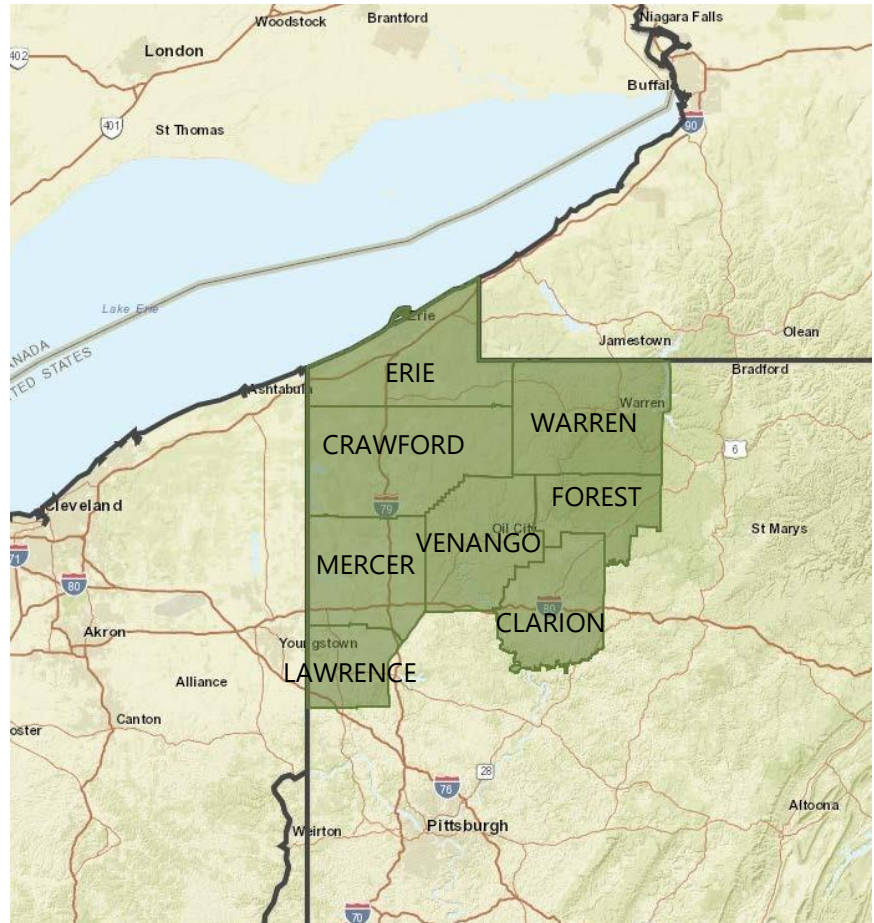 Woodstock
Brantford
Niagara Falls
402
London
Buffalo
401
St Thomas
90
Lake Erie
CANADA
UNITED STATES
Erie
Jamestown
Olean
ERIE
Ashtabula
Bradford
Warren
WARREN
CRAWFORD
6
FOREST
79
Cleveland
Oil City
St Marys
VENANGO
71
MERCER
80
80
CLARION
Akron
Youngstown
LAWRENCE
Alliance
Canton
28
76
Altoona
Pittsburgh
Weirton
70